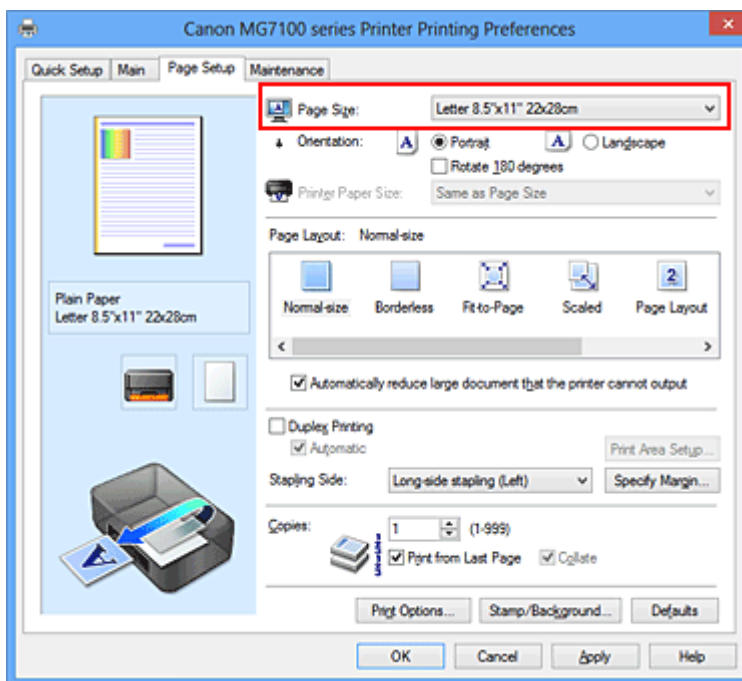 Canon MG7100 series Printer Printing Preferences
Quick Setup Main Page Setup Maintenance
Page Size: Letter 8.5"x11" 22x28cm
Orientation: A Portrait A Landscape
Rotate 180 degrees
Printer Paper Size: Same as Page Size
Page Layout: Normal-size
Normal-size Borderless Fit-to-Page Scaled Page Layout
Plain Paper
Letter 8.5"x11" 22x28cm
Automatically reduce large document that the printer cannot output
Duplex Printing
Automatic Print Area Setup...
Stapling Side: Long-side stapling (Left) Specify Margin...
Copies: 1 (1-999)
Print from Last Page Collate
Print Options... Stamp/Background... Defaults
OK Cancel Apply Help